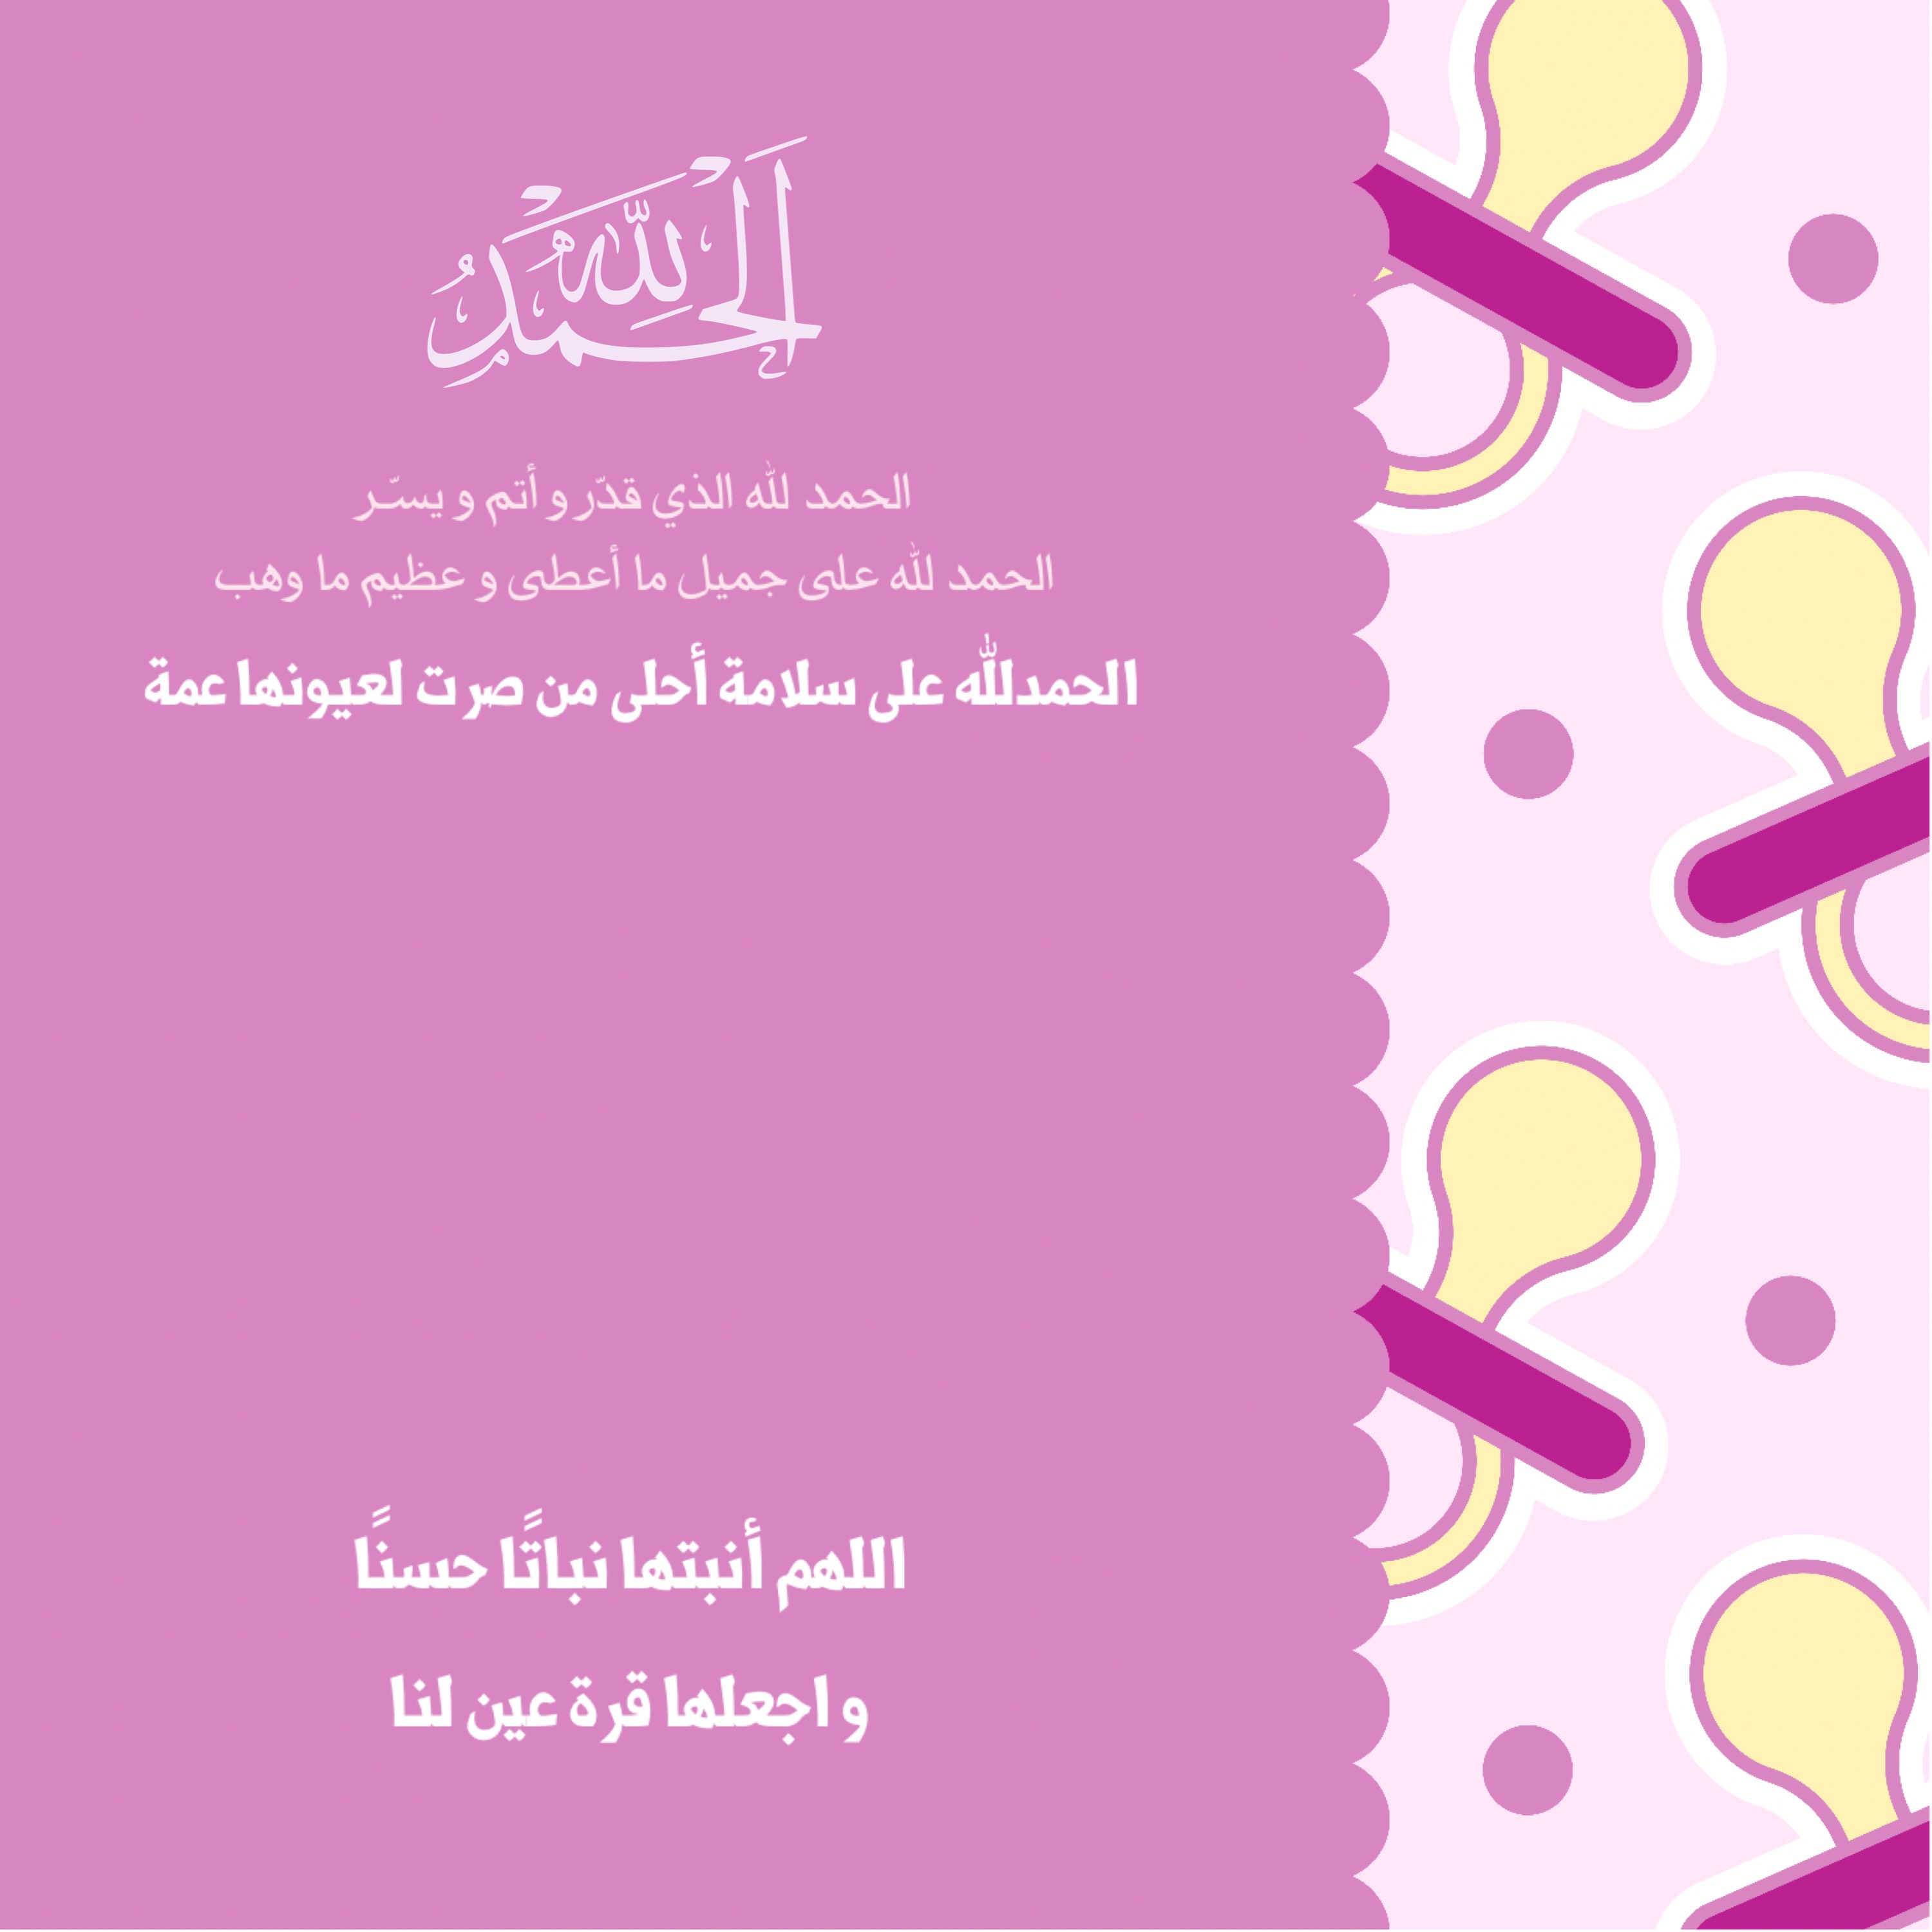 الحمد لله
الحمد لله الذي قدّر و أتم و يسّر
الحمد لله على جميل ما أعطى و عظيم ما وهب
الحمدلله على سلامة أحلى من صرت لعيونها عمة
اللهم أنبتها نباتًا حسنًا
و اجعلها قرة عين لنا